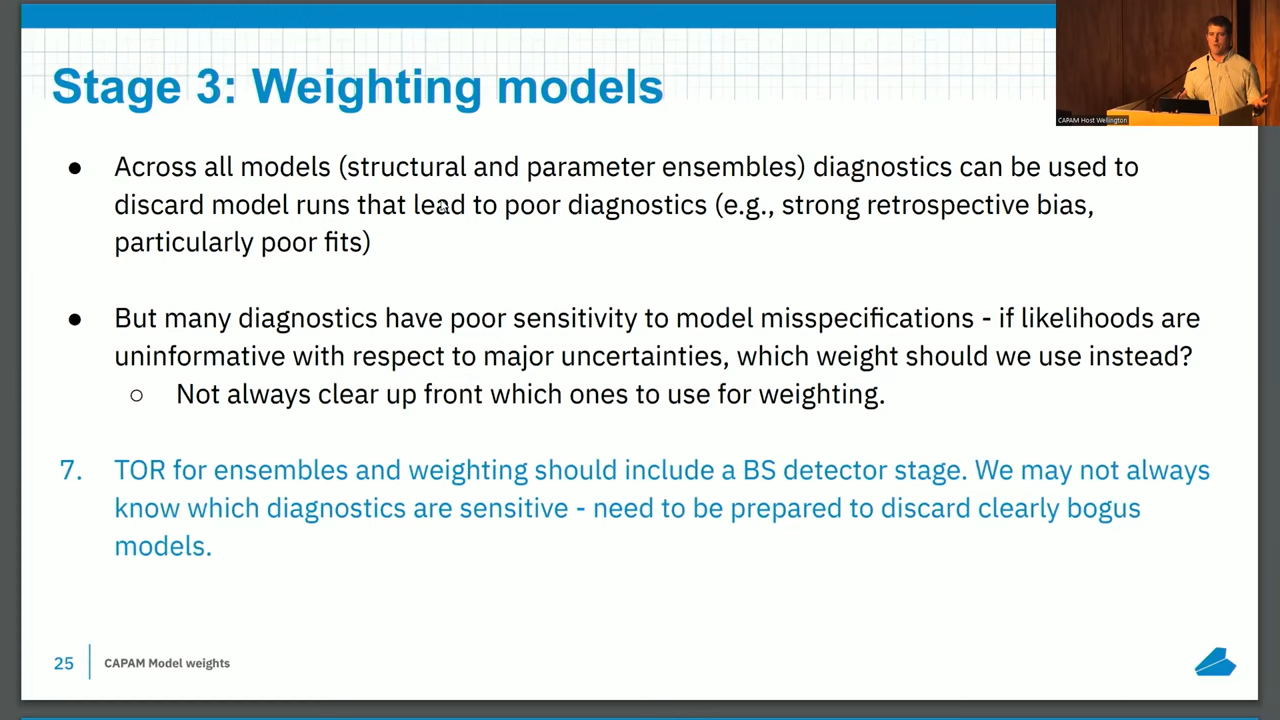 Stage 3: Weighting models
CAPAM Host Wellington
● Across all models (structural and parameter ensembles) diagnostics can be used to
discard model runs that lead to poor diagnostics (e.g., strong retrospective bias,
particularly poor fits)
● But many diagnostics have poor sensitivity to model misspecifications - if likelihoods are
uninformative with respect to major uncertainties, which weight should we use instead?
○ Not always clear up front which ones to use for weighting.
7. TOR for ensembles and weighting should include a BS detector stage. We may not always
know which diagnostics are sensitive - need to be prepared to discard clearly bogus
models.
25 CAPAM Model weights